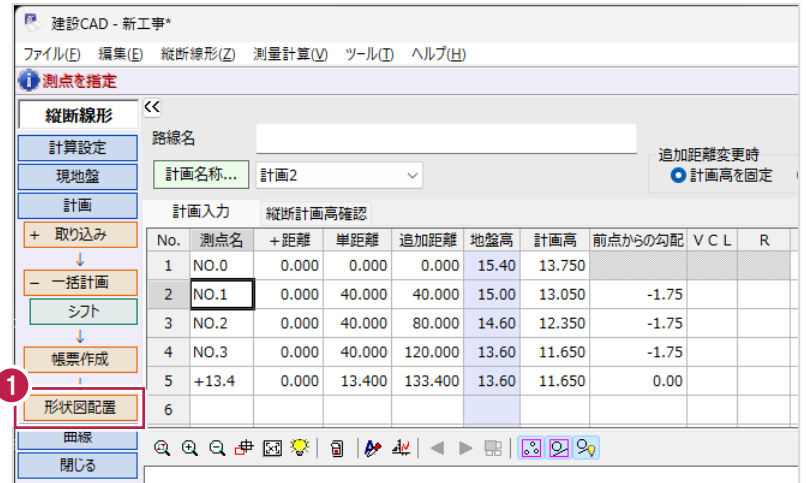 建設CAD - 新工事*
ファイル(F) 編集(E) 縦断線形(Z) 測量計算(V) ツール(T) ヘルプ(H)
測点を指定
縦断線形
計算設定
現地盤
計画
+ 取り込み
↓
- 一括計画
シフト
↓
帳票作成
↓
1
形状図配置
曲線
閉じる
<<
路線名
計画名称... 計画2
追加距離変更時
計画高を固定
計画入力 縦断計画高確認
No. 測点名 +距離 単距離 追加距離 地盤高 計画高 前点からの勾配 VCL R
1 NO.0 0.000 0.000 0.000 15.40 13.750
2 NO.1 0.000 40.000 40.000 15.00 13.050 -1.75
3 NO.2 0.000 40.000 80.000 14.60 12.350 -1.75
4 NO.3 0.000 40.000 120.000 13.60 11.650 -1.75
5 +13.4 0.000 13.400 133.400 13.60 11.650 0.00
6